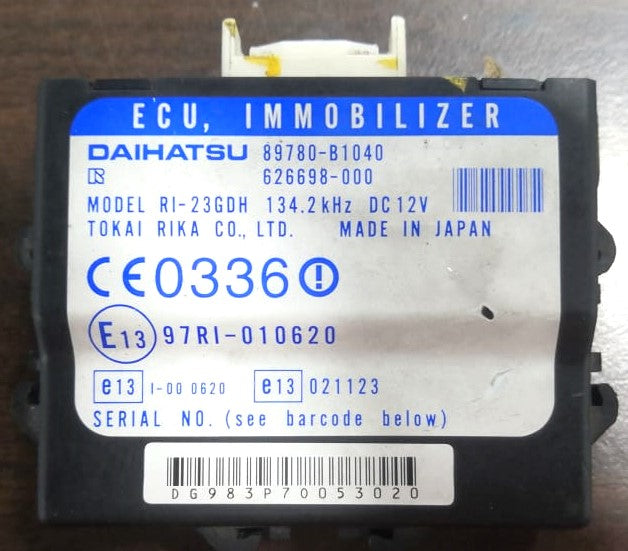 ECU, IMMOBILIZER
DAIHATSU 89780-B1040
626698-000
MODEL RI-23GDH 134.2kHz DC12V
TOKAI RIKA CO., LTD. MADE IN JAPAN
CE0336
E13 97RI-010620
e13 I-00 0620 e13 021123
SERIAL NO. (see barcode below)
DG983P70053020